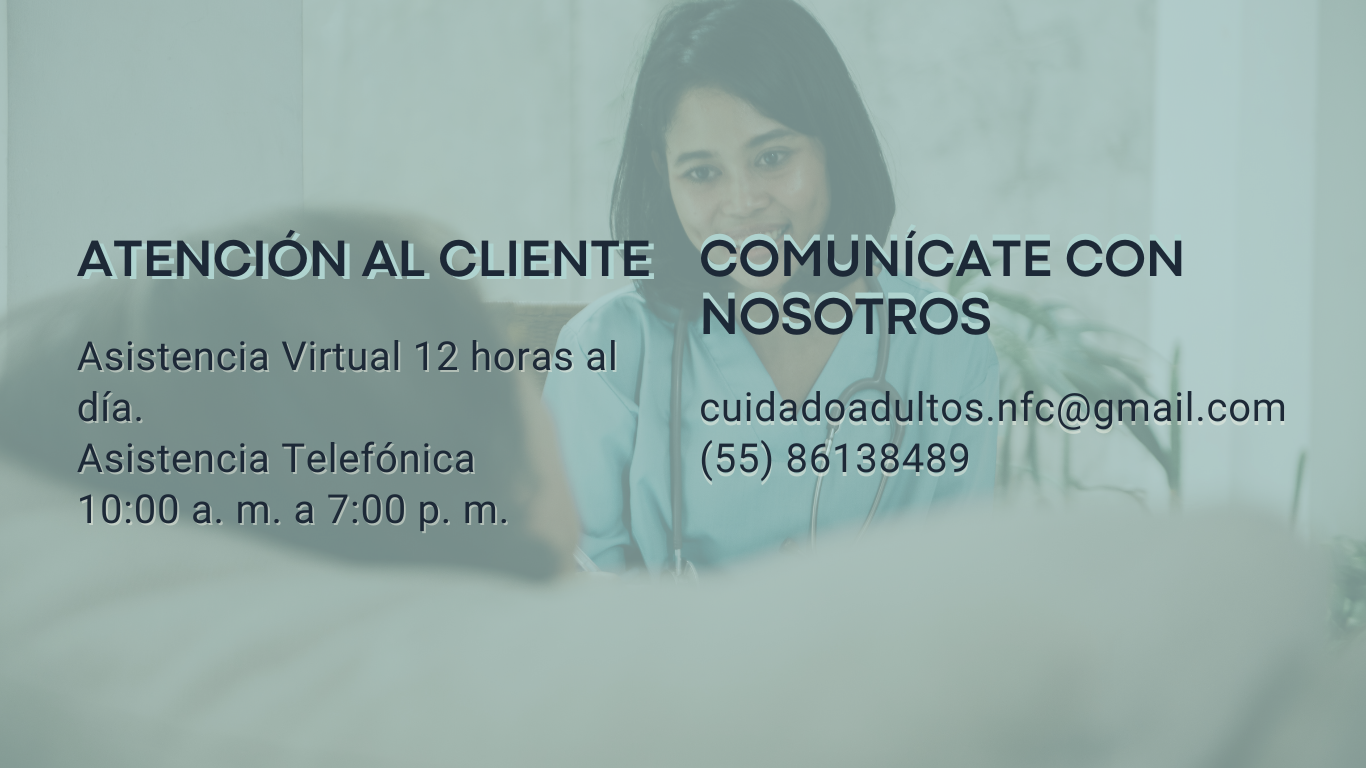 ATENCIÓN AL CLIENTE
Asistencia Virtual 12 horas al
día.
Asistencia Telefónica
10:00 a. m. a 7:00 p. m.
COMUNÍCATE CON
NOSOTROS
cuidadoadultos.nfc@gmail.com
(55) 86138489